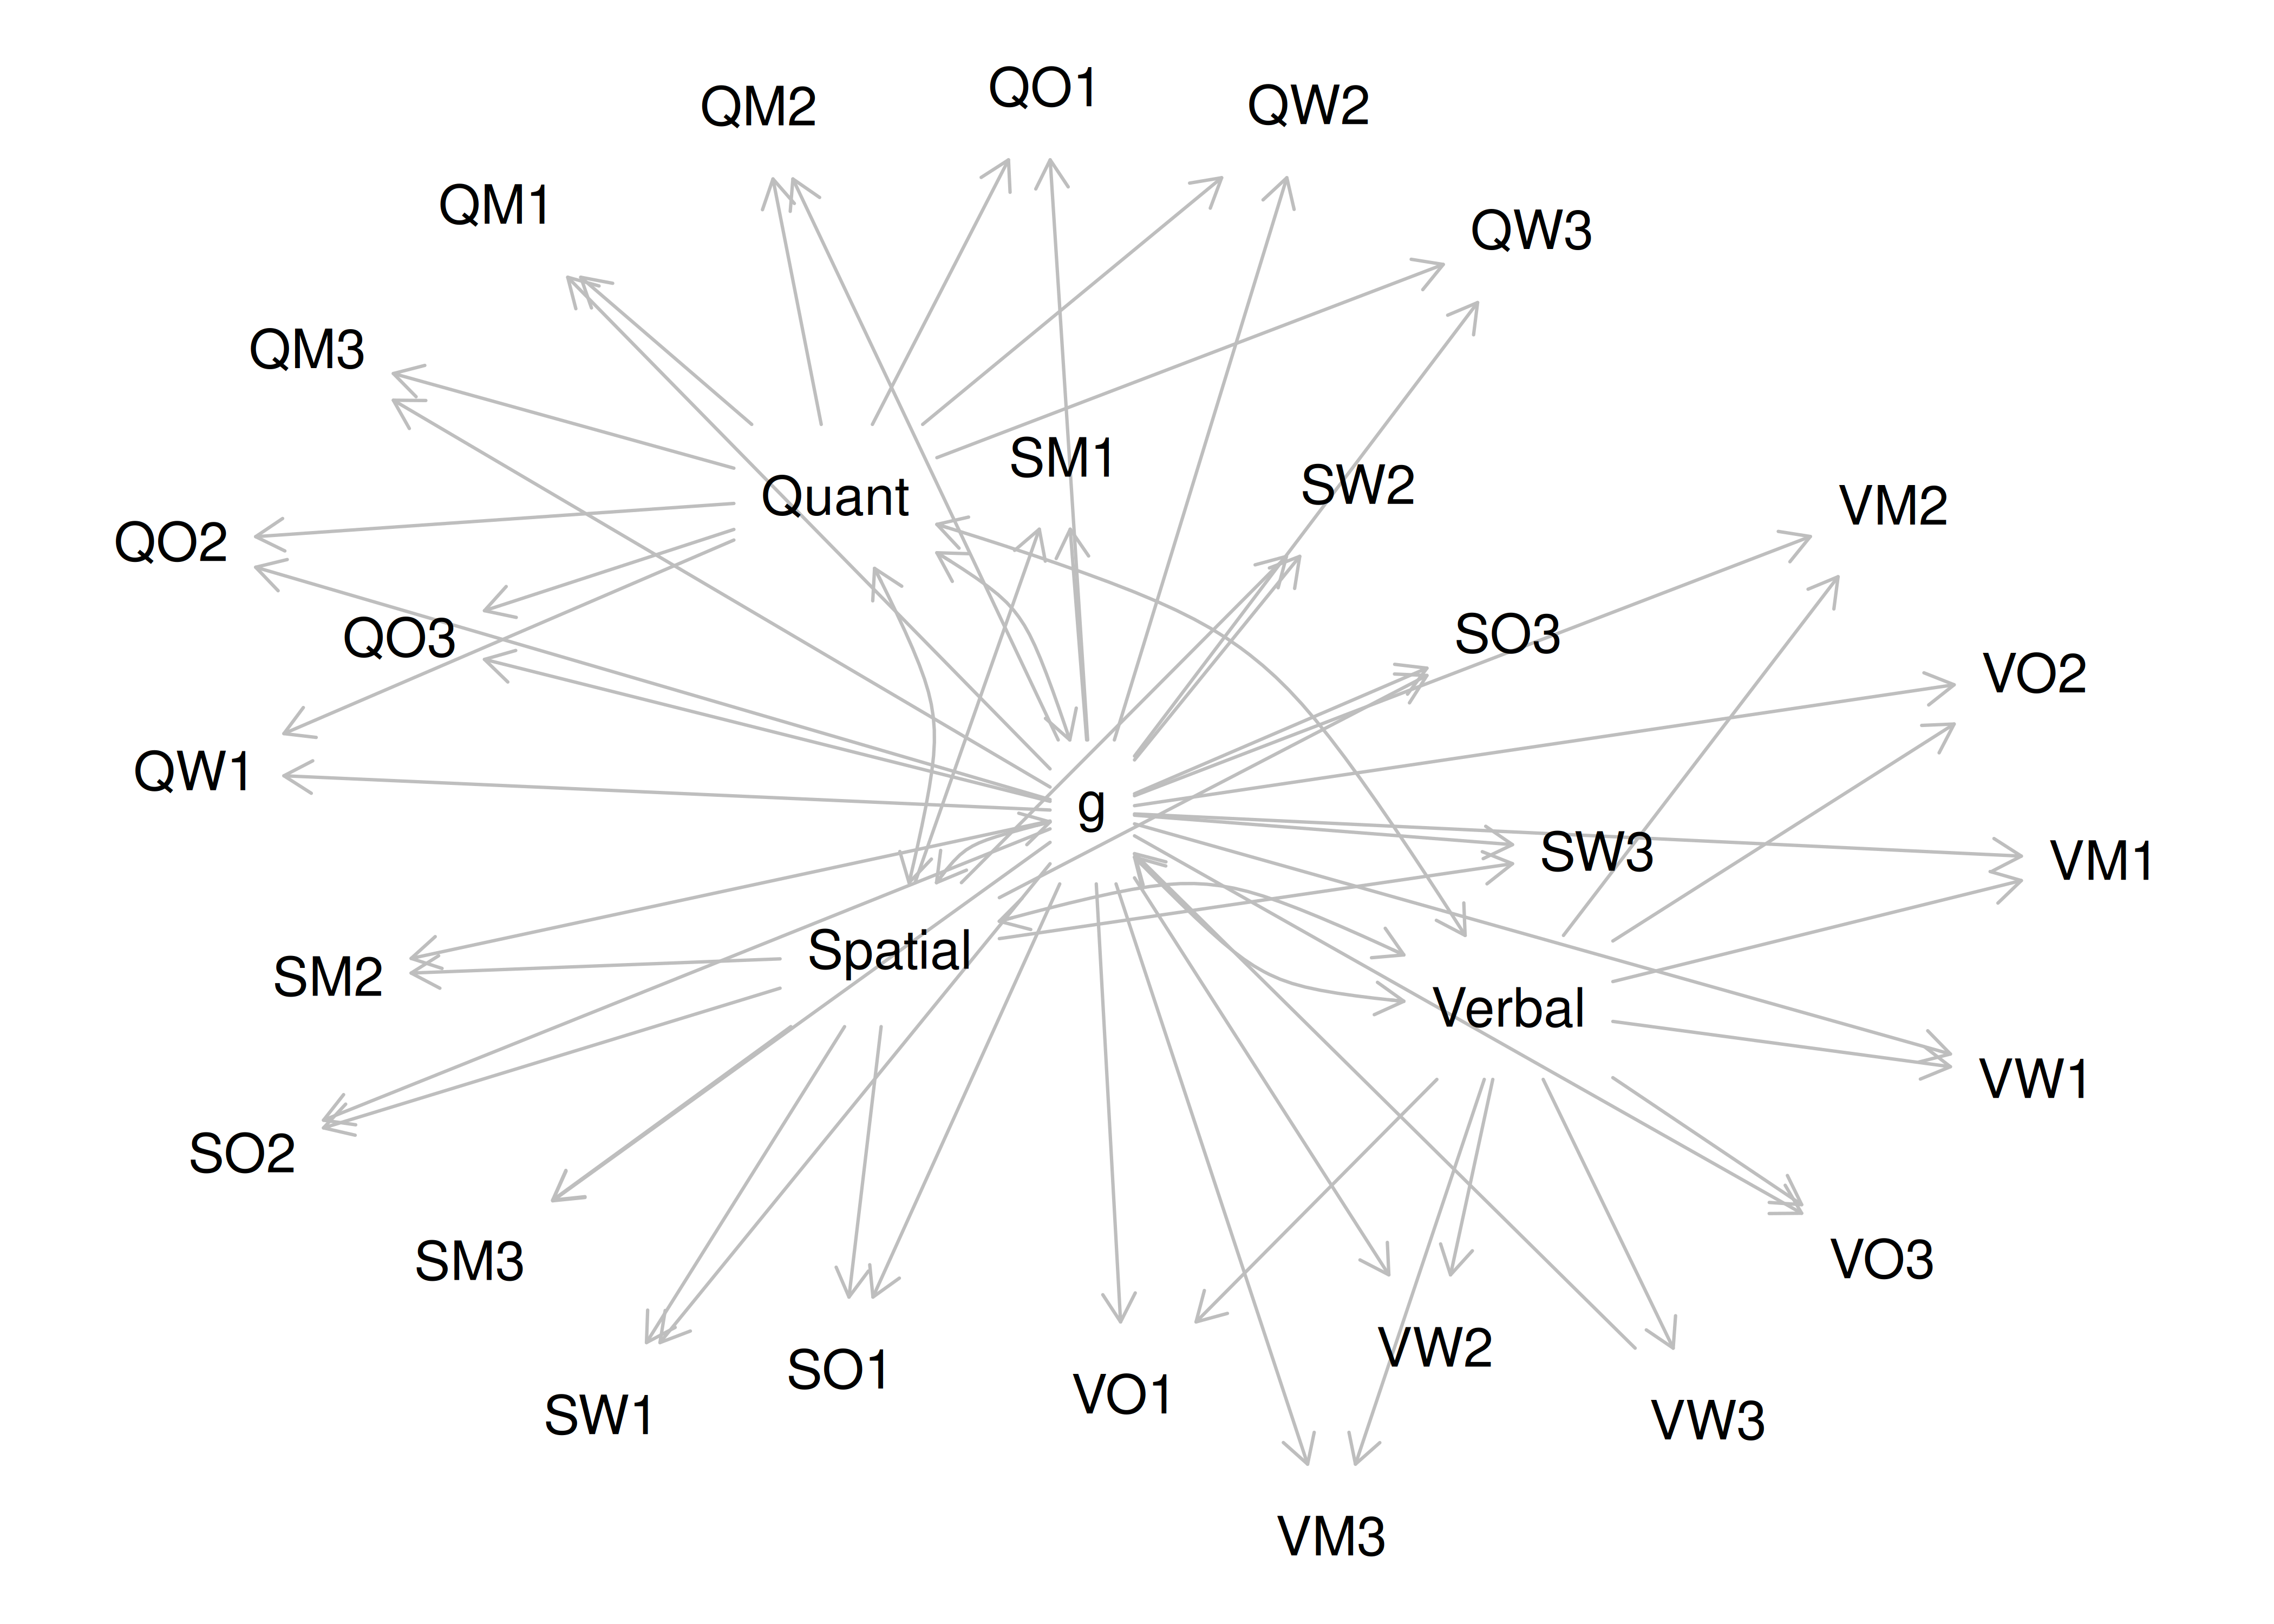 QO1
QM2
QW2
QM1
QW3
QM3
SM1
SW2
Quant
VM2
QO2
SO3
QO3
VO2
QW1
g
SW3
VM1
Spatial
SM2
Verbal
VW1
SO2
SM3
VO3
VW2
SO1
VO1
SW1
VW3
VM3